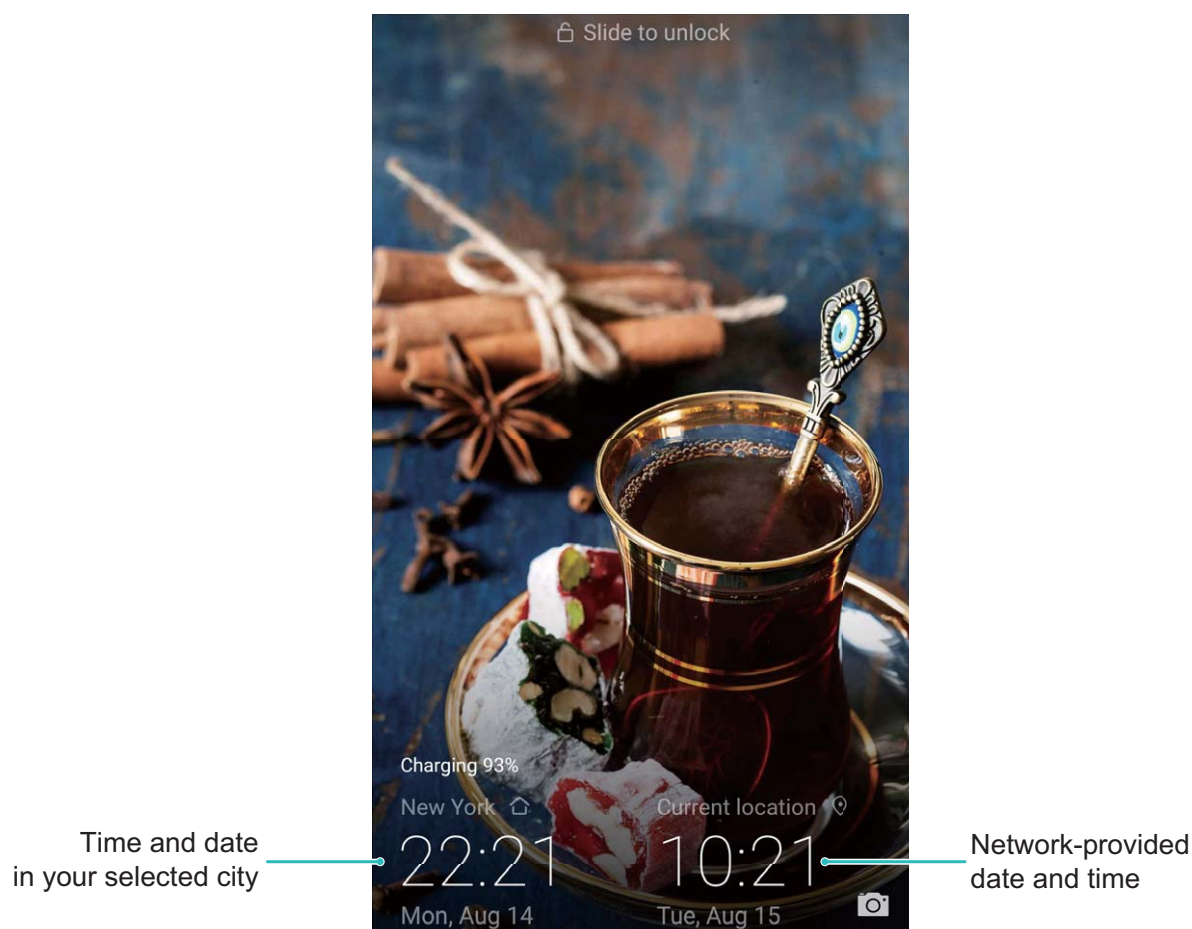 Slide to unlock
Charging 93%
New York
Current location
Time and date
in your selected city
22:21
10:21
Network-provided
date and time
Mon, Aug 14
Tue, Aug 15